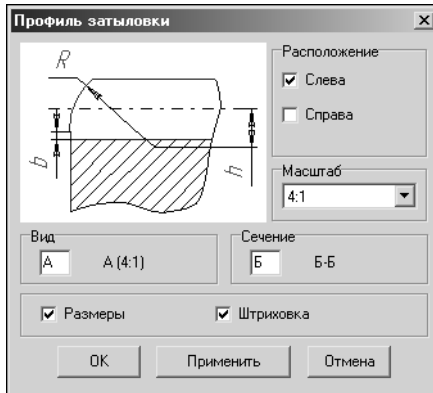 Профиль затыловки
R
b
h
Расположение
Слева
Справа
Масштаб
4:1
Вид
А А (4:1)
Сечение
Б Б-Б
Размеры Штриховка
OK Применить Отмена